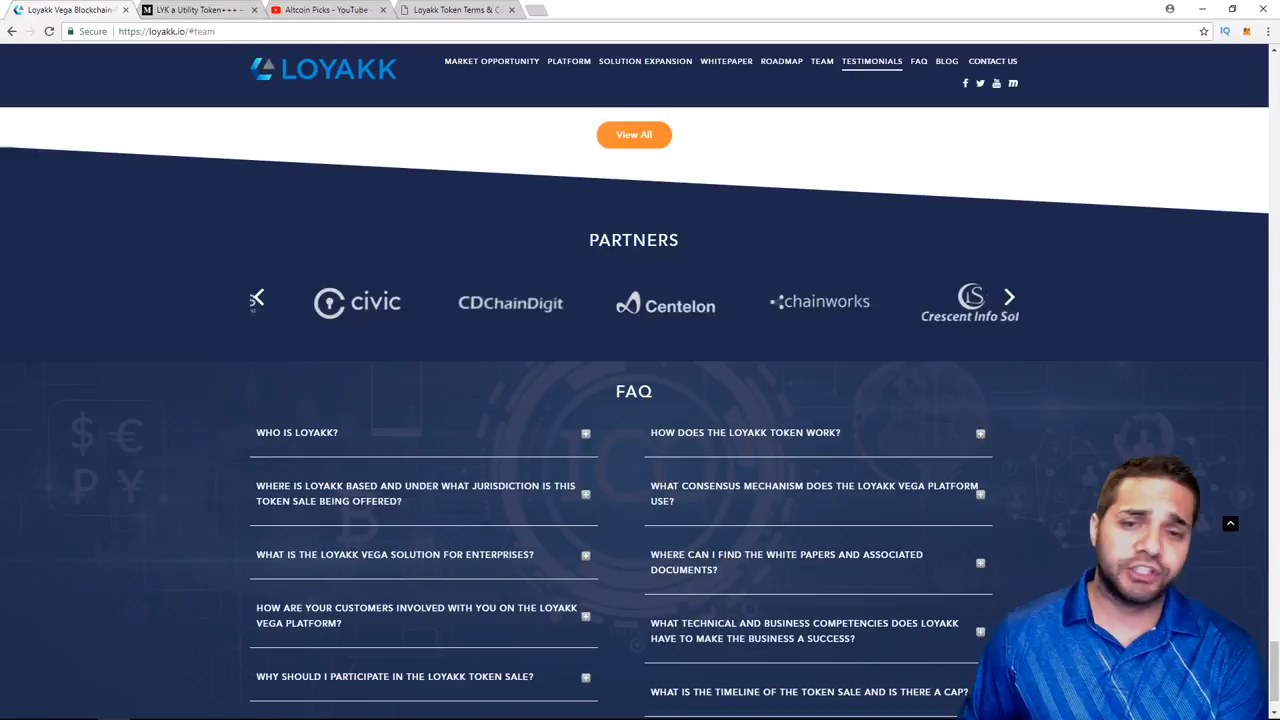 Loyakk Vega Blockchain-
LYK a Utility Token+++ –
Altcoin Picks - YouTube
Loyakk Token Terms & C
Secure
https://loyakk.io/#team
IQ
LOYAKK
MARKET OPPORTUNITY
PLATFORM
SOLUTION EXPANSION
WHITEPAPER
ROADMAP
TEAM
TESTIMONIALS
FAQ
BLOG
CONTACT US
View All
PARTNERS
civic
CDChainDigit
Centelon
chainworks
Crescent Info Sol
FAQ
WHO IS LOYAKK?
WHERE IS LOYAKK BASED AND UNDER WHAT JURISDICTION IS THIS
TOKEN SALE BEING OFFERED?
WHAT IS THE LOYAKK VEGA SOLUTION FOR ENTERPRISES?
HOW ARE YOUR CUSTOMERS INVOLVED WITH YOU ON THE LOYAKK
VEGA PLATFORM?
WHY SHOULD I PARTICIPATE IN THE LOYAKK TOKEN SALE?
HOW DOES THE LOYAKK TOKEN WORK?
WHAT CONSENSUS MECHANISM DOES THE LOYAKK VEGA PLATFORM
USE?
WHERE CAN I FIND THE WHITE PAPERS AND ASSOCIATED
DOCUMENTS?
WHAT TECHNICAL AND BUSINESS COMPETENCIES DOES LOYAKK
HAVE TO MAKE THE BUSINESS A SUCCESS?
WHAT IS THE TIMELINE OF THE TOKEN SALE AND IS THERE A CAP?